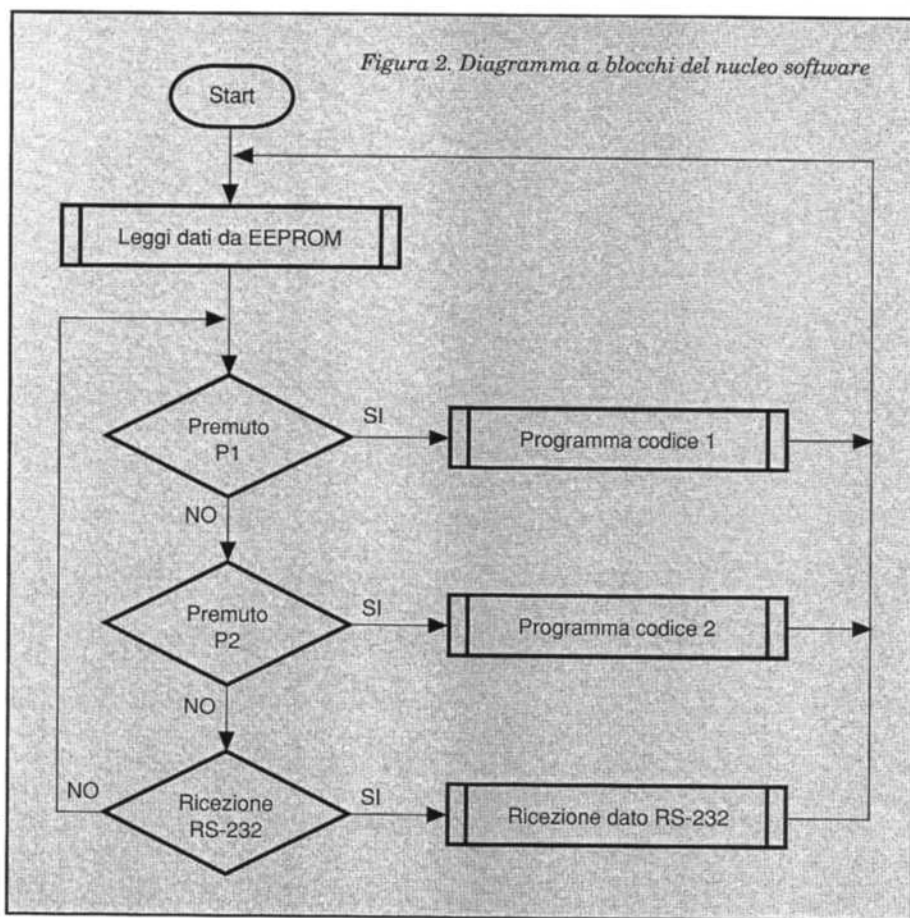 Figura 2. Diagramma a blocchi del nucleo software
Start
Leggi dati da EEPROM
Premuto
P1
SI
Programma codice 1
NO
Premuto
P2
SI
Programma codice 2
NO
Ricezione
RS-232
NO
SI
Ricezione dato RS-232